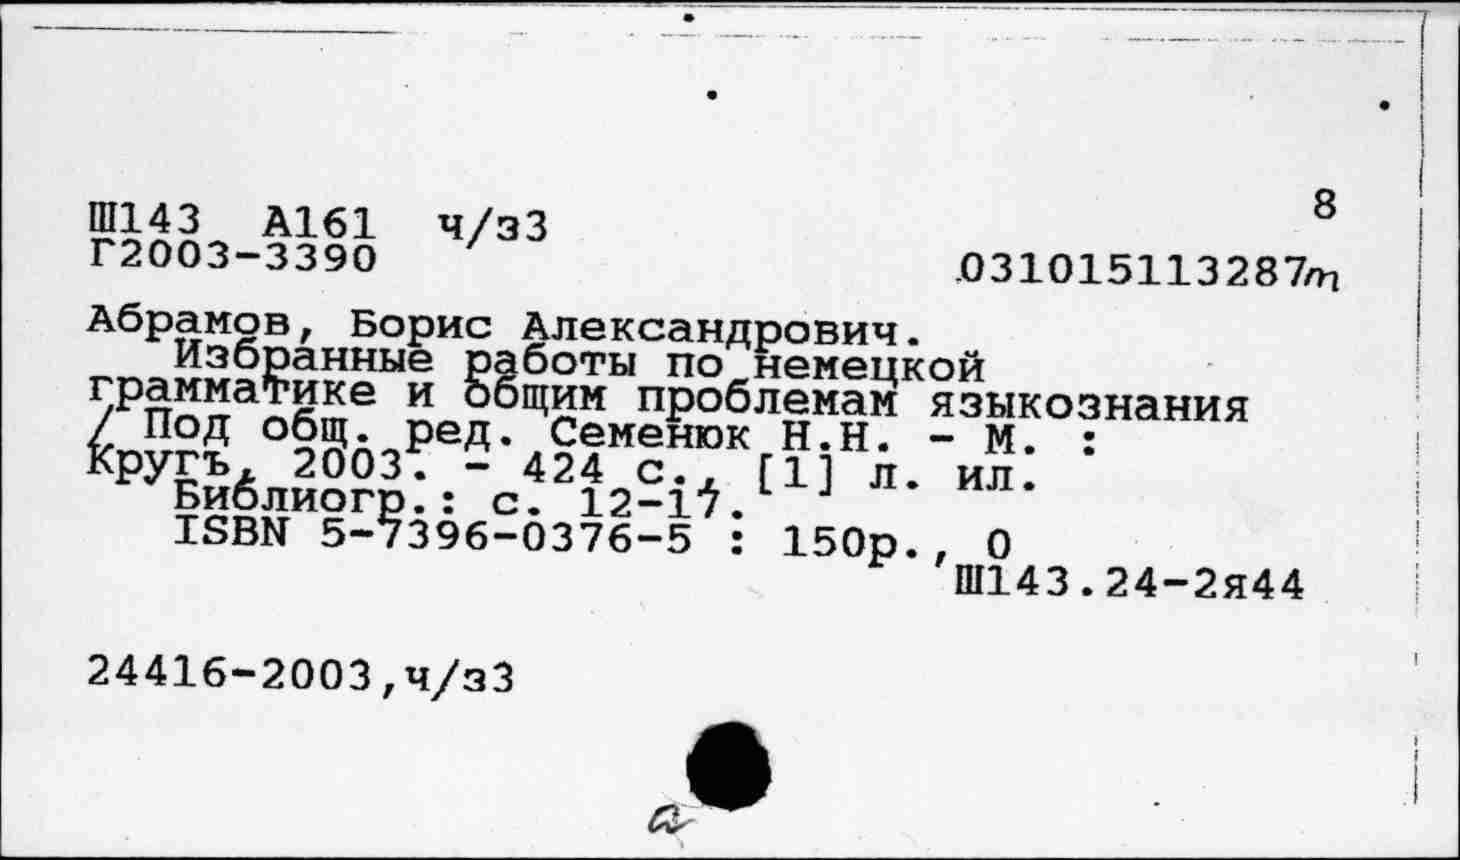 8
Ш143 А161 ч/з3
Г2003-3390
031015113287m
Абрамов, Борис Александрович.
Избранные работы по немецкой
грамматике и общим проблемам языкознания
/ Под общ. ред. Семенюк Н.Н. - М. :
Кругъ, 2003. - 424 с., [1] л. ил.
Библиогр.: с. 12-17.
ISBN 5-7396-0376-5 : 150р., 0
Ш143.24-2я44
24416-2003,ч/з3